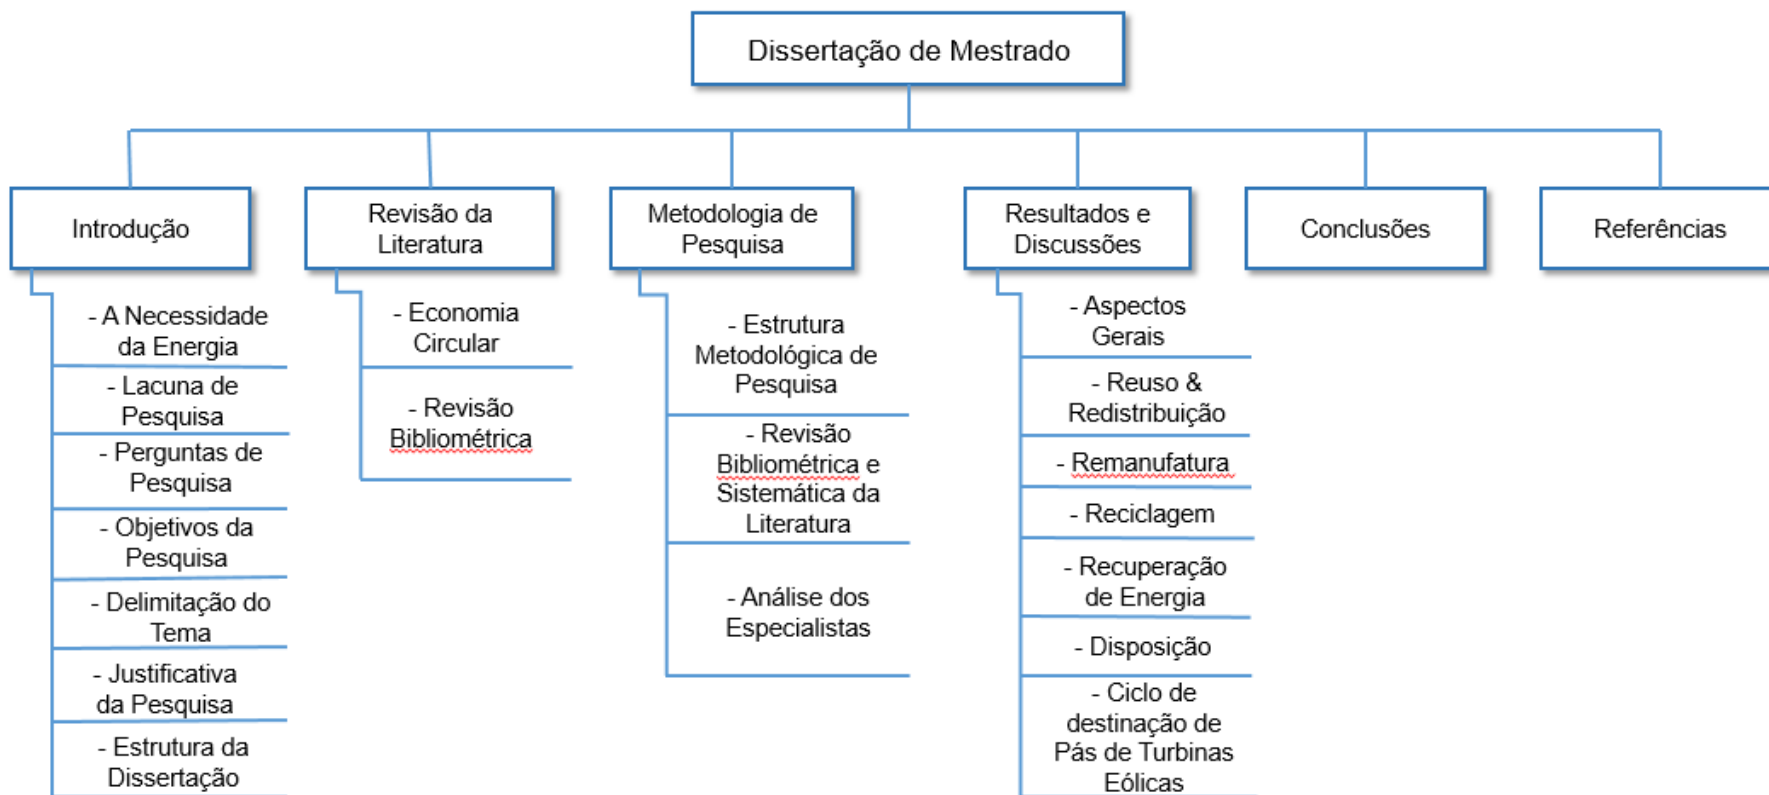 Dissertação de Mestrado
Introdução
- A Necessidade
da Energia
- Lacuna de
Pesquisa
- Perguntas de
Pesquisa
- Objetivos da
Pesquisa
- Delimitação do
Tema
- Justificativa
da Pesquisa
- Estrutura da
Dissertação
Revisão da
Literatura
- Economia
Circular
- Revisão
Bibliométrica
Metodologia de
Pesquisa
- Estrutura
Metodológica de
Pesquisa
- Revisão
Bibliométrica e
Sistemática da
Literatura
- Análise dos
Especialistas
Resultados e
Discussões
- Aspectos
Gerais
- Reuso &
Redistribuição
- Remanufatura
- Reciclagem
- Recuperação
de Energia
- Disposição
- Ciclo de
destinação de
Pás de Turbinas
Eólicas
Conclusões
Referências